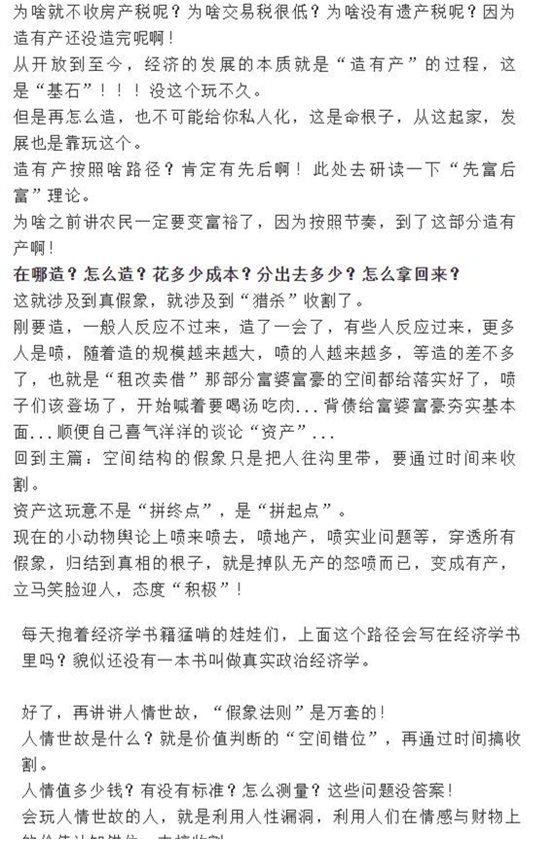 为啥就不收房产税呢？为啥交易税很低？为啥没有遗产税呢？因为
造有产还没造完呢啊！
从开放到至今，经济的发展的本质就是“造有产”的过程，这
是“基石”！！！没这个玩不久。
但是再怎么造，也不可能给你私人化，这是命根子，从这起家，发
展也是靠玩这个。
造有产按照啥路径？肯定有先后啊！此处去研读一下“先富后
富”理论。
为啥之前讲农民一定要变富裕了，因为按照节奏，到了这部分造有
产啊！
在哪造？怎么造？花多少成本？分出去多少？怎么拿回来？
这就涉及到真假象，就涉及到“猎杀”收割了。
刚要造，一般人反应不过来，造了一会了，有些人反应过来，更多
人是喷，随着造的规模越来越大，喷的人越来越多，等造的差不多
了，也就是“租改卖借”那部分富婆富豪的空间都给落实好了，喷
子们该登场了，开始喊着要喝汤吃肉...背债给富婆富豪夯实基本
面...顺便自己喜气洋洋的谈论“资产”...
回到主篇：空间结构的假象只是把人往沟里带，要通过时间来收
割。
资产这玩意不是“拼终点”，是“拼起点”。
现在的小动物舆论上喷来喷去，喷地产，喷实业问题等，穿透所有
假象，归结到真相的根子，就是掉队无产的怒喷而已，变成有产，
立马笑脸迎人，态度“积极”！
每天抱着经济学书籍猛啃的娃娃们，上面这个路径会写在经济学书
里吗？貌似还没有一本书叫做真实政治经济学。
好了，再讲讲人情世故，“假象法则”是万套的！
人情世故是什么？就是价值判断的“空间错位”，再通过时间搞收
割。
人情值多少钱？有没有标准？怎么测量？这些问题没答案！
会玩人情世故的人，就是利用人性漏洞，利用人们在情感与财物上